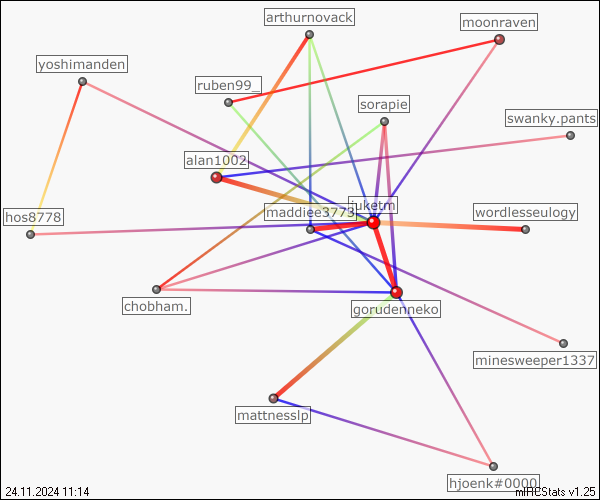 arthurnovack
moonraven
yoshimanden
ruben99_
sorapie
swanky.pants
alan1002
juketm
maddiee3773
wordlesseulogy
hos8778
chobham.
gorudenneko
minesweeper1337
mattnesslp
hjoenk#0000
24.11.2024 11:14
mIRCStats v1.25